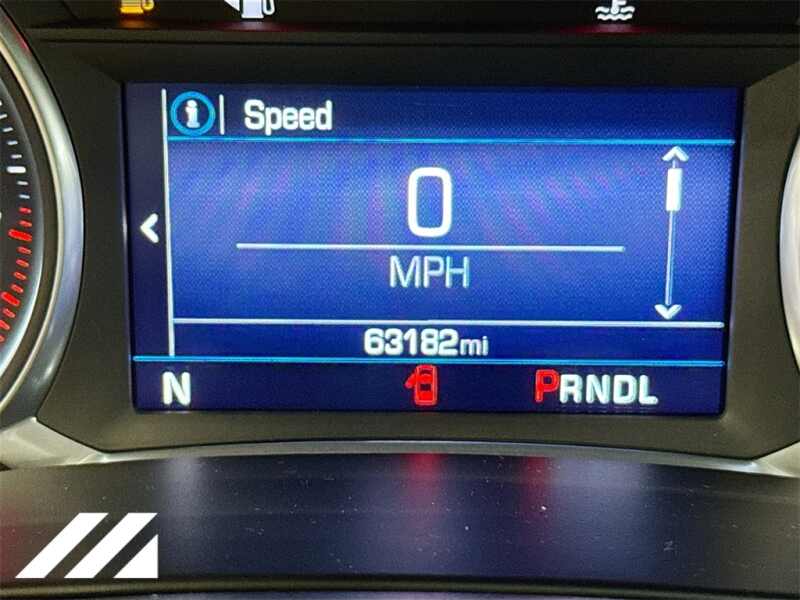 Speed
0
MPH
63182mi
N PRNDL